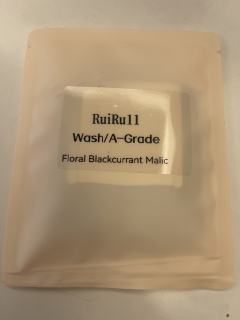 RuiRu11
Wash/A-Grade
Floral Blackcurrant Malic